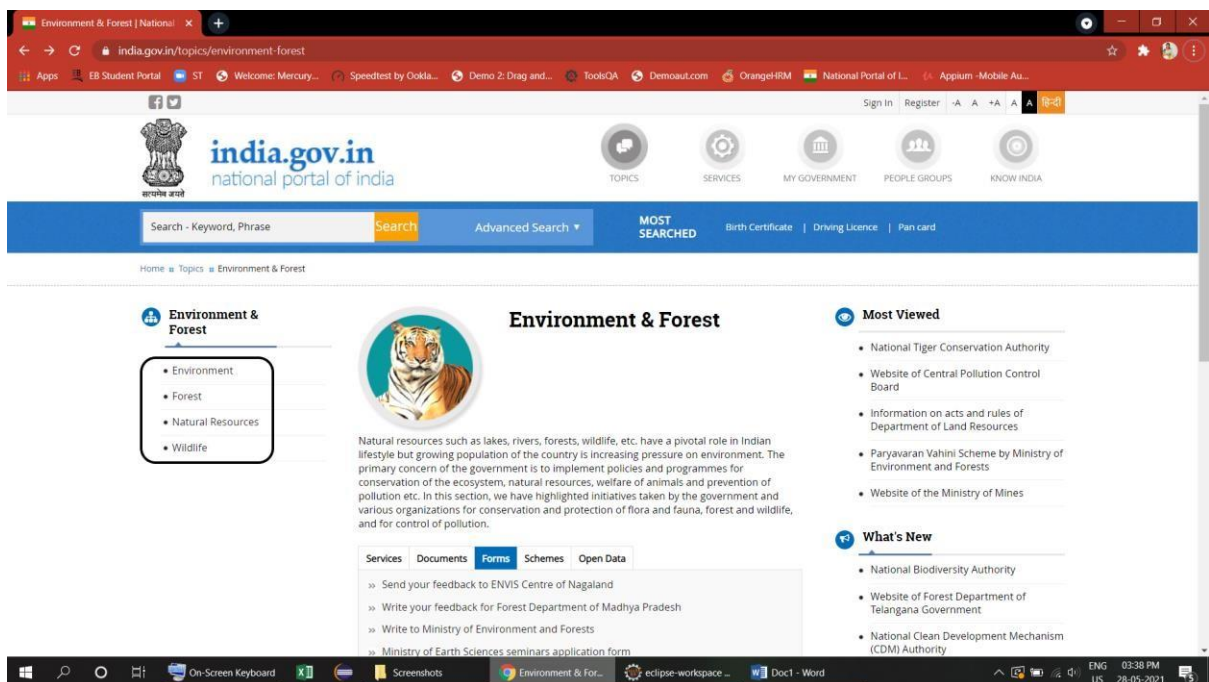 Environment & Forest | National
india.gov.in/topics/environment-forest
Apps EB Student Portal ST Welcome: Mercury... Speedtest by Ookla... Demo 2: Drag and... ToolsQA Demoaut.com OrangeHRM National Portal of I... Appium -Mobile Au...
Sign In Register -A A +A A A हिन्दी
सत्यमेव जयते
india.gov.in
national portal of india
TOPICS SERVICES MY GOVERNMENT PEOPLE GROUPS KNOW INDIA
Search - Keyword, Phrase Search Advanced Search ▼
MOST
SEARCHED
Birth Certificate | Driving Licence | Pan card
Home Topics Environment & Forest
Environment &
Forest
• Environment
• Forest
• Natural Resources
• Wildlife
Environment & Forest
Natural resources such as lakes, rivers, forests, wildlife, etc. have a pivotal role in Indian
lifestyle but growing population of the country is increasing pressure on environment. The
primary concern of the government is to implement policies and programmes for
conservation of the ecosystem, natural resources, welfare of animals and prevention of
pollution etc. In this section, we have highlighted initiatives taken by the government and
various organizations for conservation and protection of flora and fauna, forest and wildlife,
and for control of pollution.
Services Documents Forms Schemes Open Data
» Send your feedback to ENVIS Centre of Nagaland
» Write your feedback for Forest Department of Madhya Pradesh
» Write to Ministry of Environment and Forests
» Ministry of Earth Sciences seminars application form
Most Viewed
• National Tiger Conservation Authority
• Website of Central Pollution Control
Board
• Information on acts and rules of
Department of Land Resources
• Paryavaran Vahini Scheme by Ministry of
Environment and Forests
• Website of the Ministry of Mines
What's New
• National Biodiversity Authority
• Website of Forest Department of
Telangana Government
• National Clean Development Mechanism
(CDM) Authority
On-Screen Keyboard Screenshots Environment & For... eclipse-workspace ... Doc1 - Word
ENG 03:38 PM
US 28-05-2021